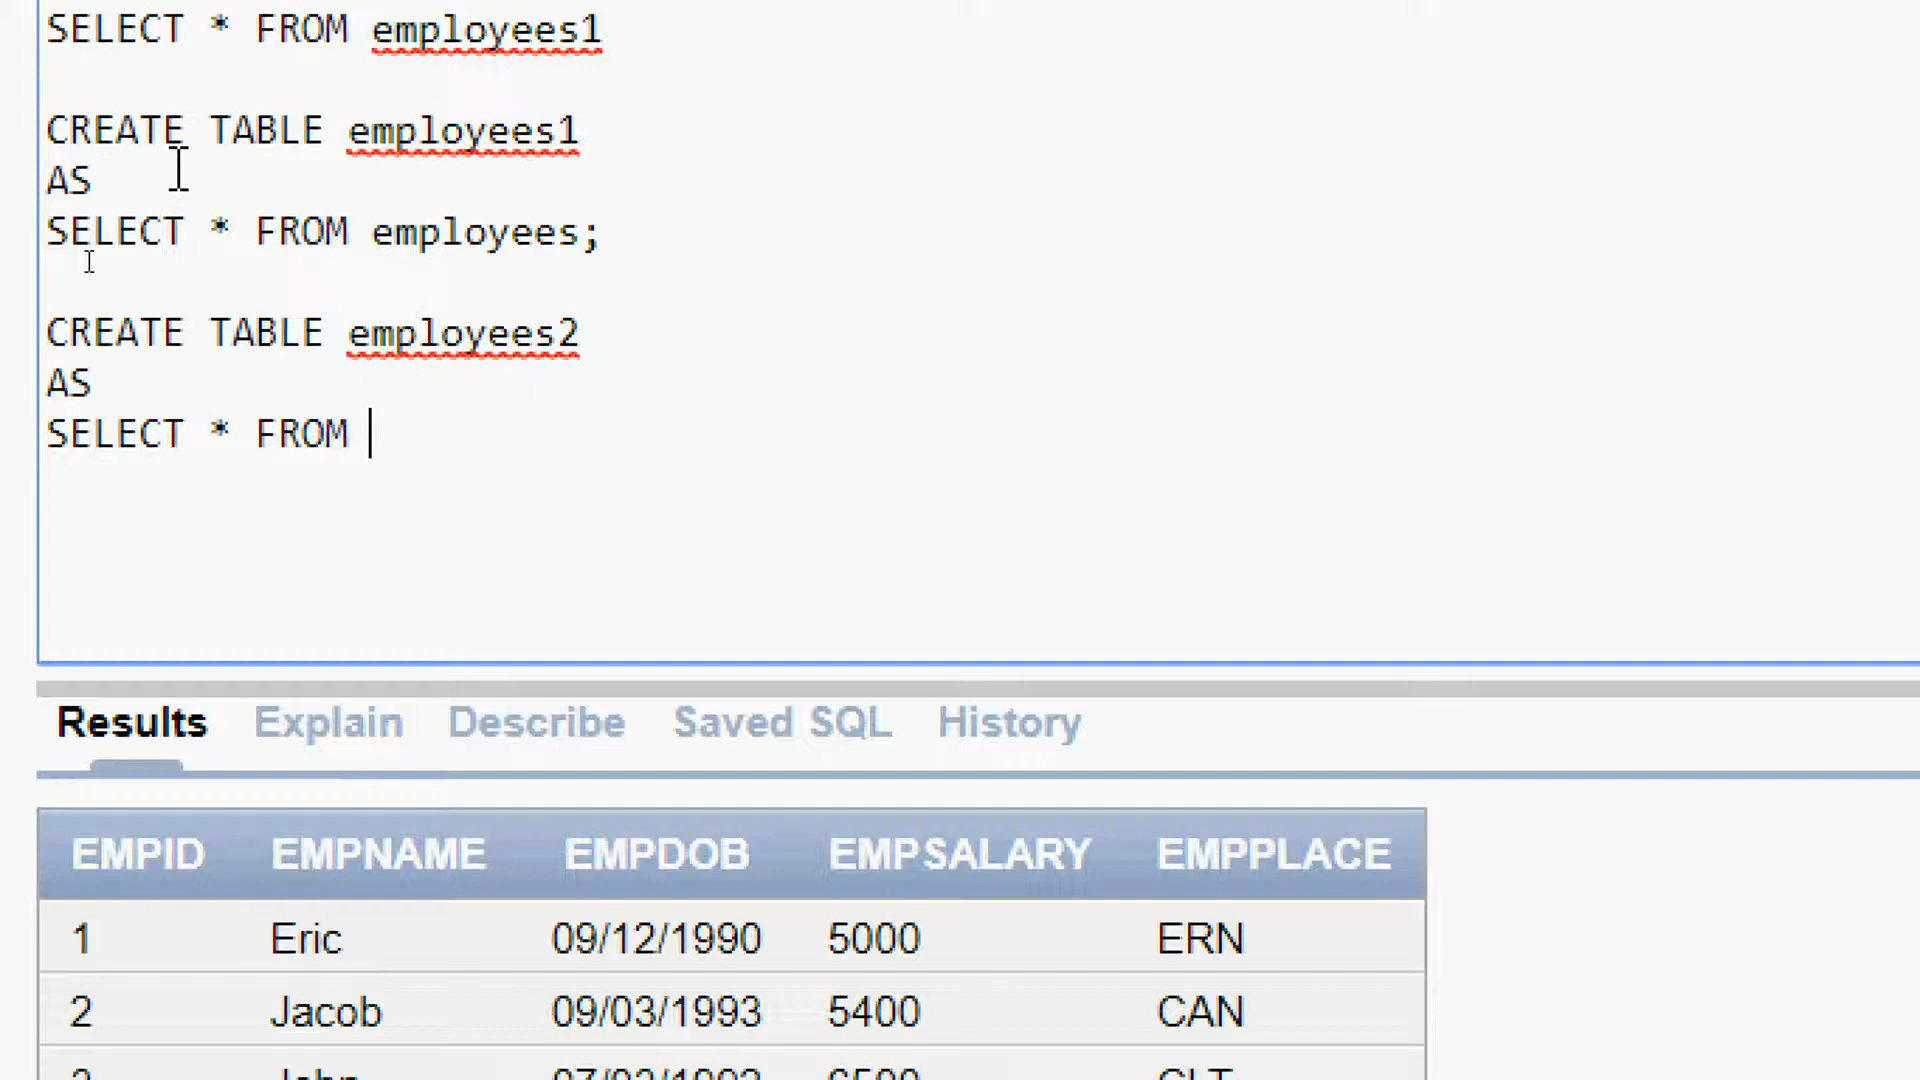 SELECT * FROM employees1
CREATE TABLE employees1
AS
SELECT * FROM employees;
CREATE TABLE employees2
AS
SELECT * FROM
Results Explain Describe Saved SQL History
EMPID EMPNAME EMPDOB EMPSALARY EMPPLACE
1 Eric 09/12/1990 5000 ERN
2 Jacob 09/03/1993 5400 CAN